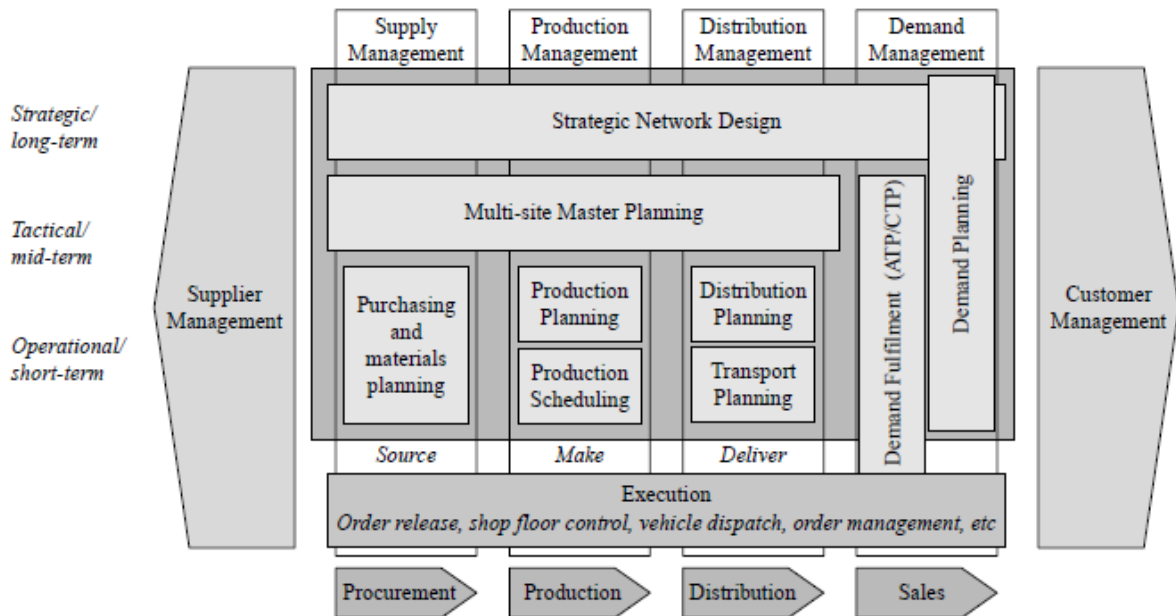 Supply
Management
Production
Management
Distribution
Management
Demand
Management
Strategic/
long-term
Strategic Network Design
Tactical/
mid-term
Multi-site Master Planning
Demand Fulfilment (ATP/CTP)
Demand Planning
Supplier
Management
Customer
Management
Operational/
short-term
Purchasing
and
materials
planning
Production
Planning
Distribution
Planning
Production
Scheduling
Transport
Planning
Source
Make
Deliver
Execution
Order release, shop floor control, vehicle dispatch, order management, etc
Procurement
Production
Distribution
Sales